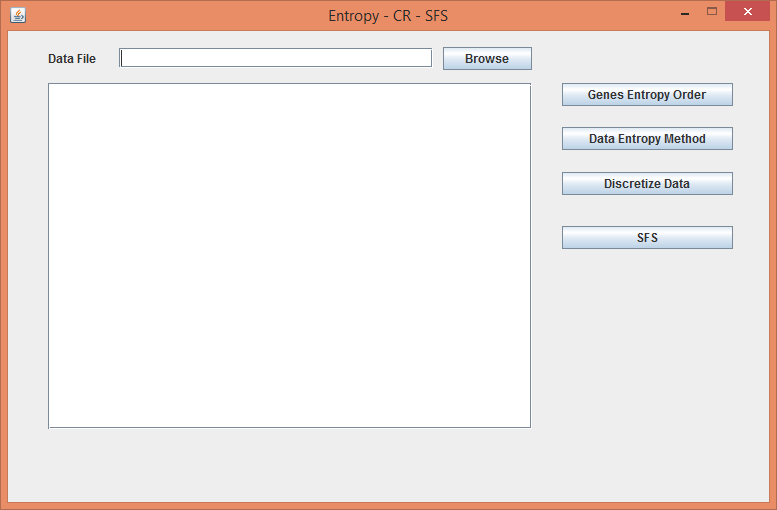 Entropy - CR - SFS
Data File
Browse
Genes Entropy Order
Data Entropy Method
Discretize Data
SFS